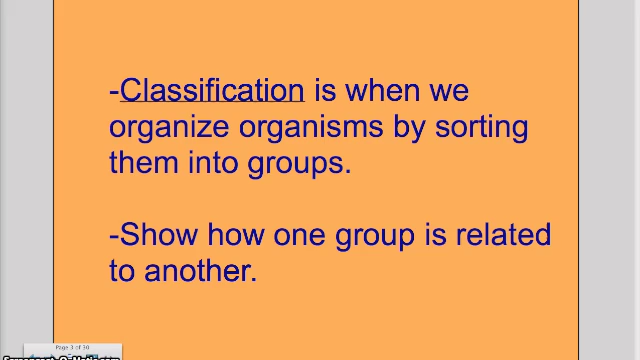 -Classification is when we
organize organisms by sorting
them into groups.
-Show how one group is related
to another.
Page 3 of 30